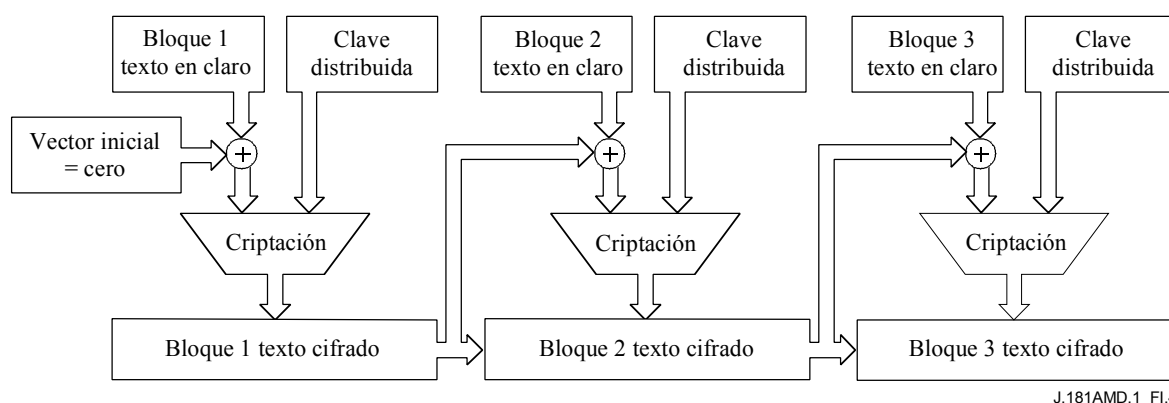 Bloque 1
texto en claro
Clave
distribuida
Bloque 2
texto en claro
Clave
distribuida
Bloque 3
texto en claro
Clave
distribuida
Vector inicial
= cero
+
+
+
Criptación
Criptación
Criptación
Bloque 1 texto cifrado
Bloque 2 texto cifrado
Bloque 3 texto cifrado
J.181AMD.1_FI.